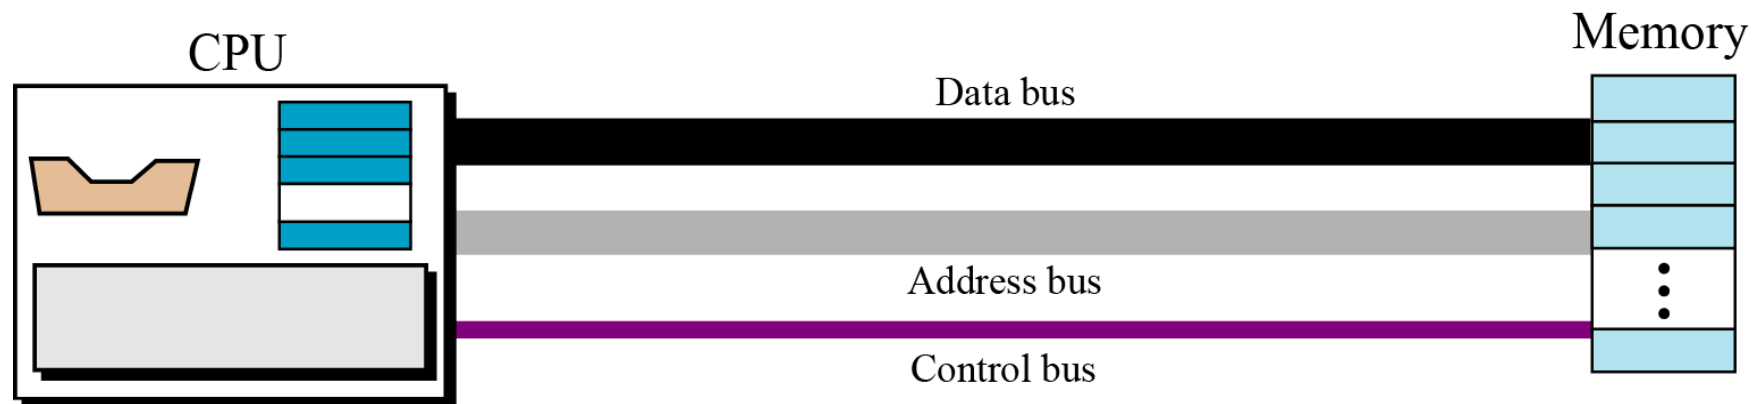 CPU
Memory
Data bus
Address bus
Control bus